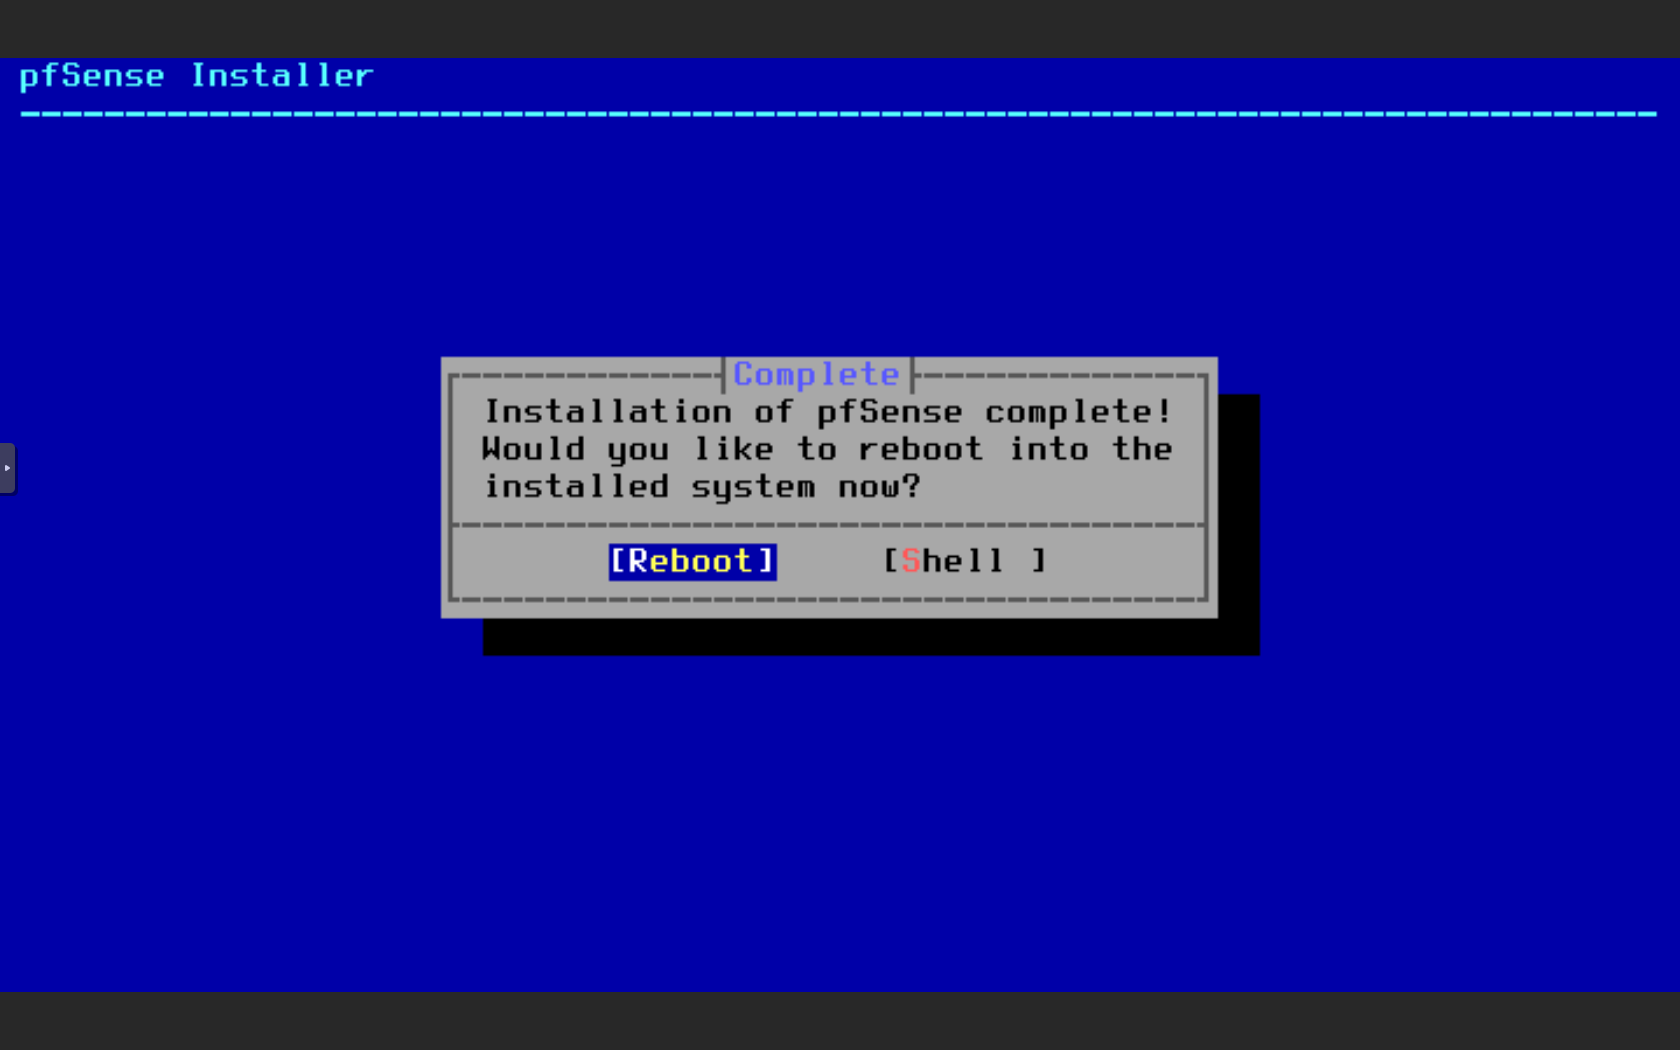 pfSense Installer
Complete
Installation of pfSense complete!
Would you like to reboot into the
installed system now?
[Reboot] [Shell ]